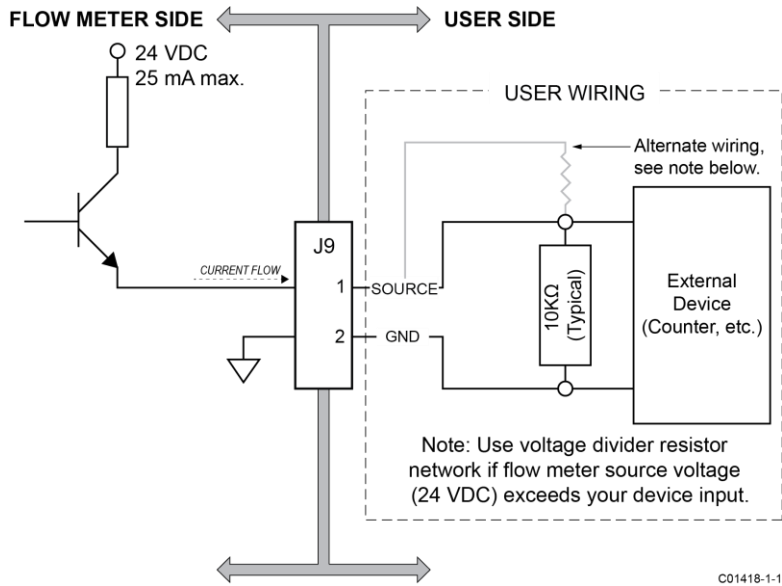 FLOW METER SIDE
USER SIDE
24 VDC
25 mA max.
USER WIRING
Alternate wiring,
see note below.
J9
CURRENT FLOW
1
SOURCE
2
GND
10KΩ
(Typical)
External
Device
(Counter, etc.)
Note: Use voltage divider resistor
network if flow meter source voltage
(24 VDC) exceeds your device input.
C01418-1-1